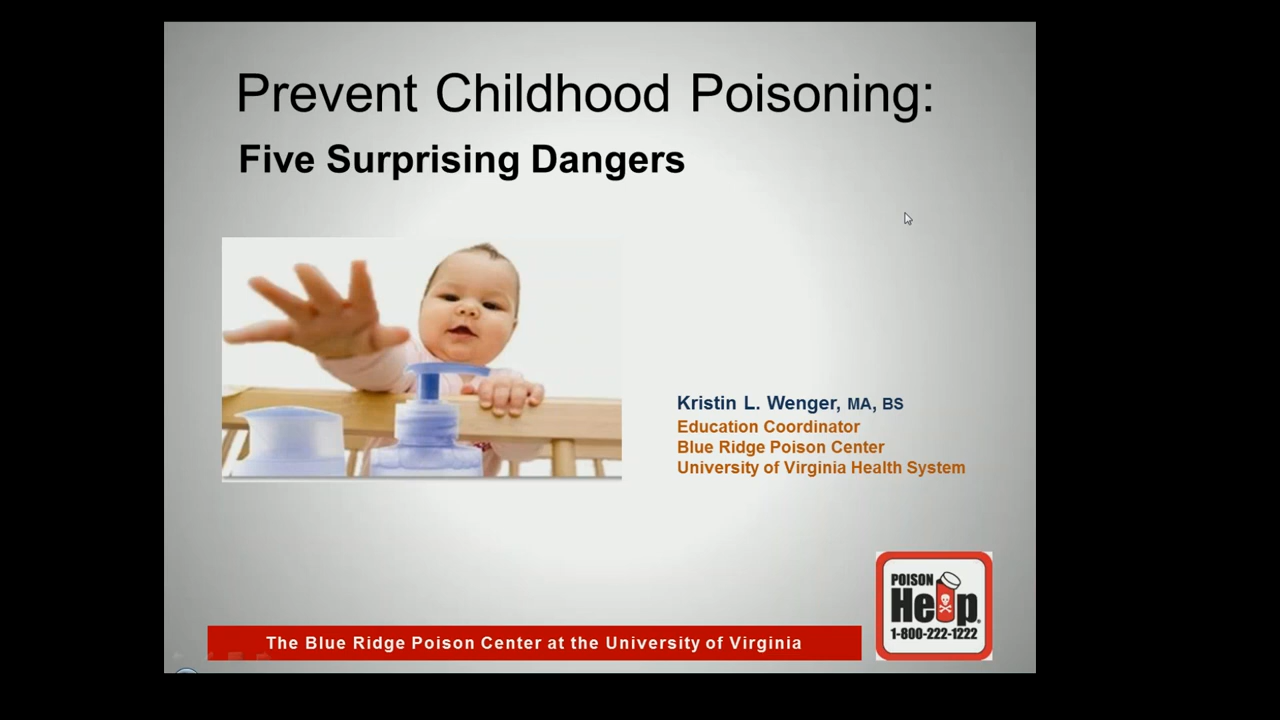 Prevent Childhood Poisoning:
Five Surprising Dangers
Kristin L. Wenger, MA, BS
Education Coordinator
Blue Ridge Poison Center
University of Virginia Health System
POISON
Help®
1-800-222-1222
The Blue Ridge Poison Center at the University of Virginia